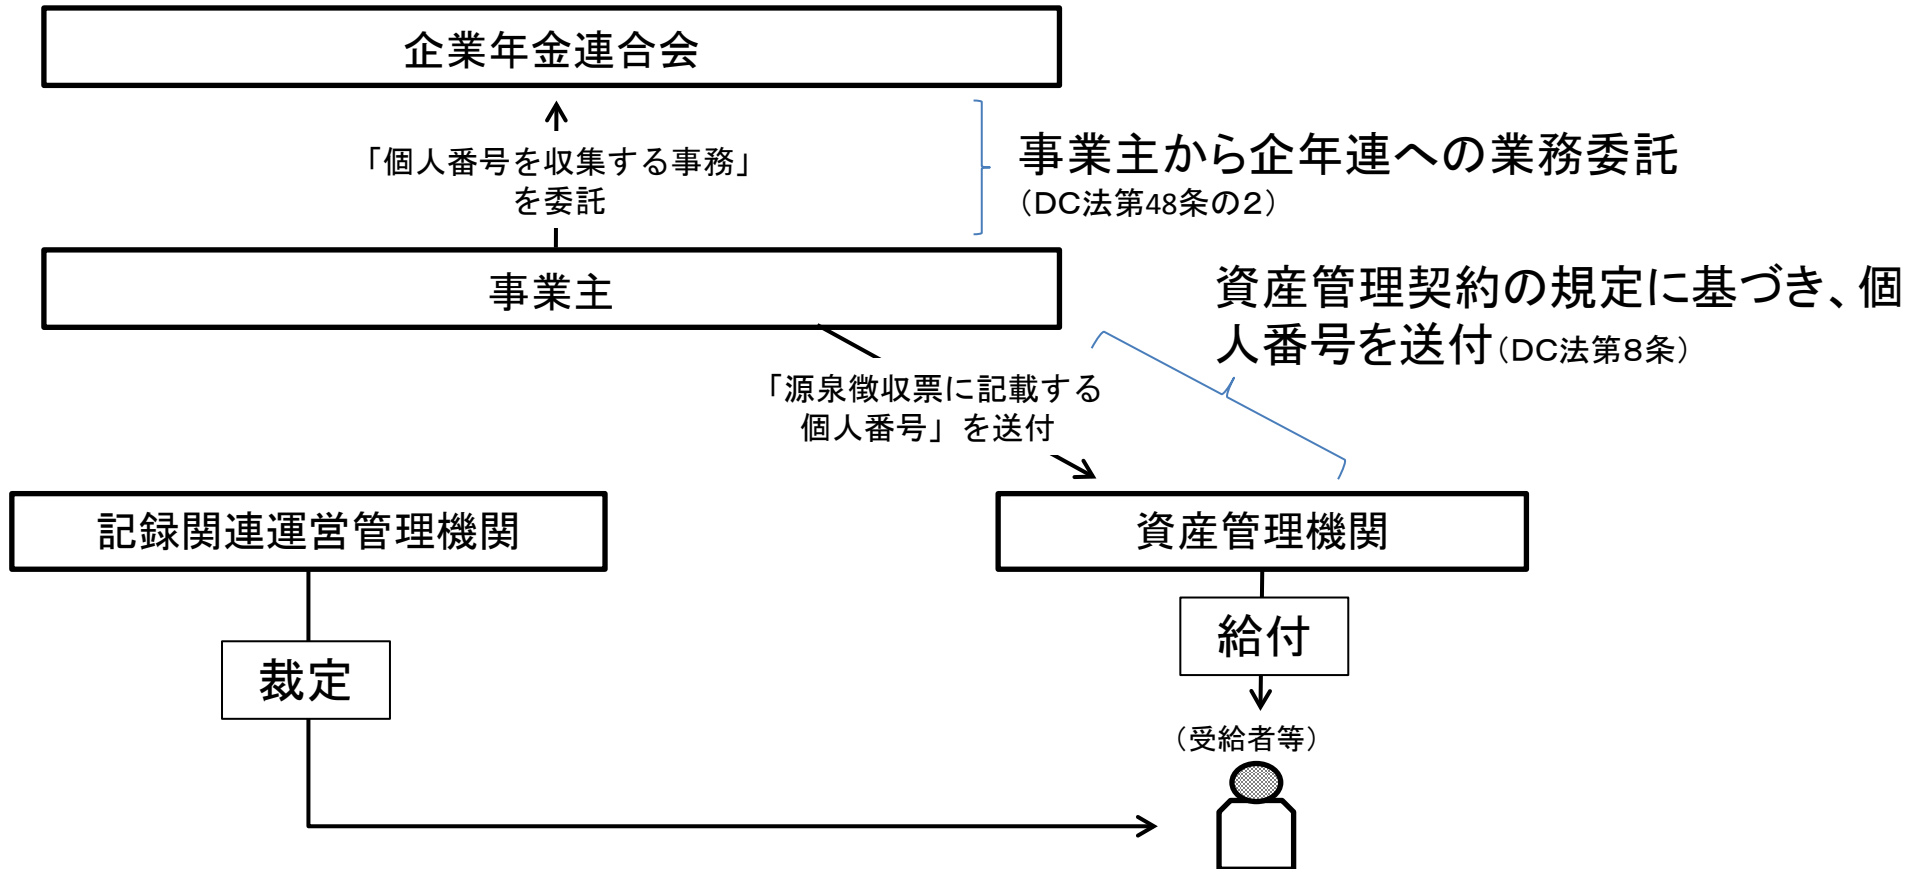 企業年金連合会
「個人番号を収集する事務」
を委託
事業主から企年連への業務委託
（DC法第48条の２）
事業主
資産管理契約の規定に基づき、個
人番号を送付（DC法第８条）
「源泉徴収票に記載する
個人番号」を送付
記録関連運営管理機関
資産管理機関
給付
裁定
（受給者等）